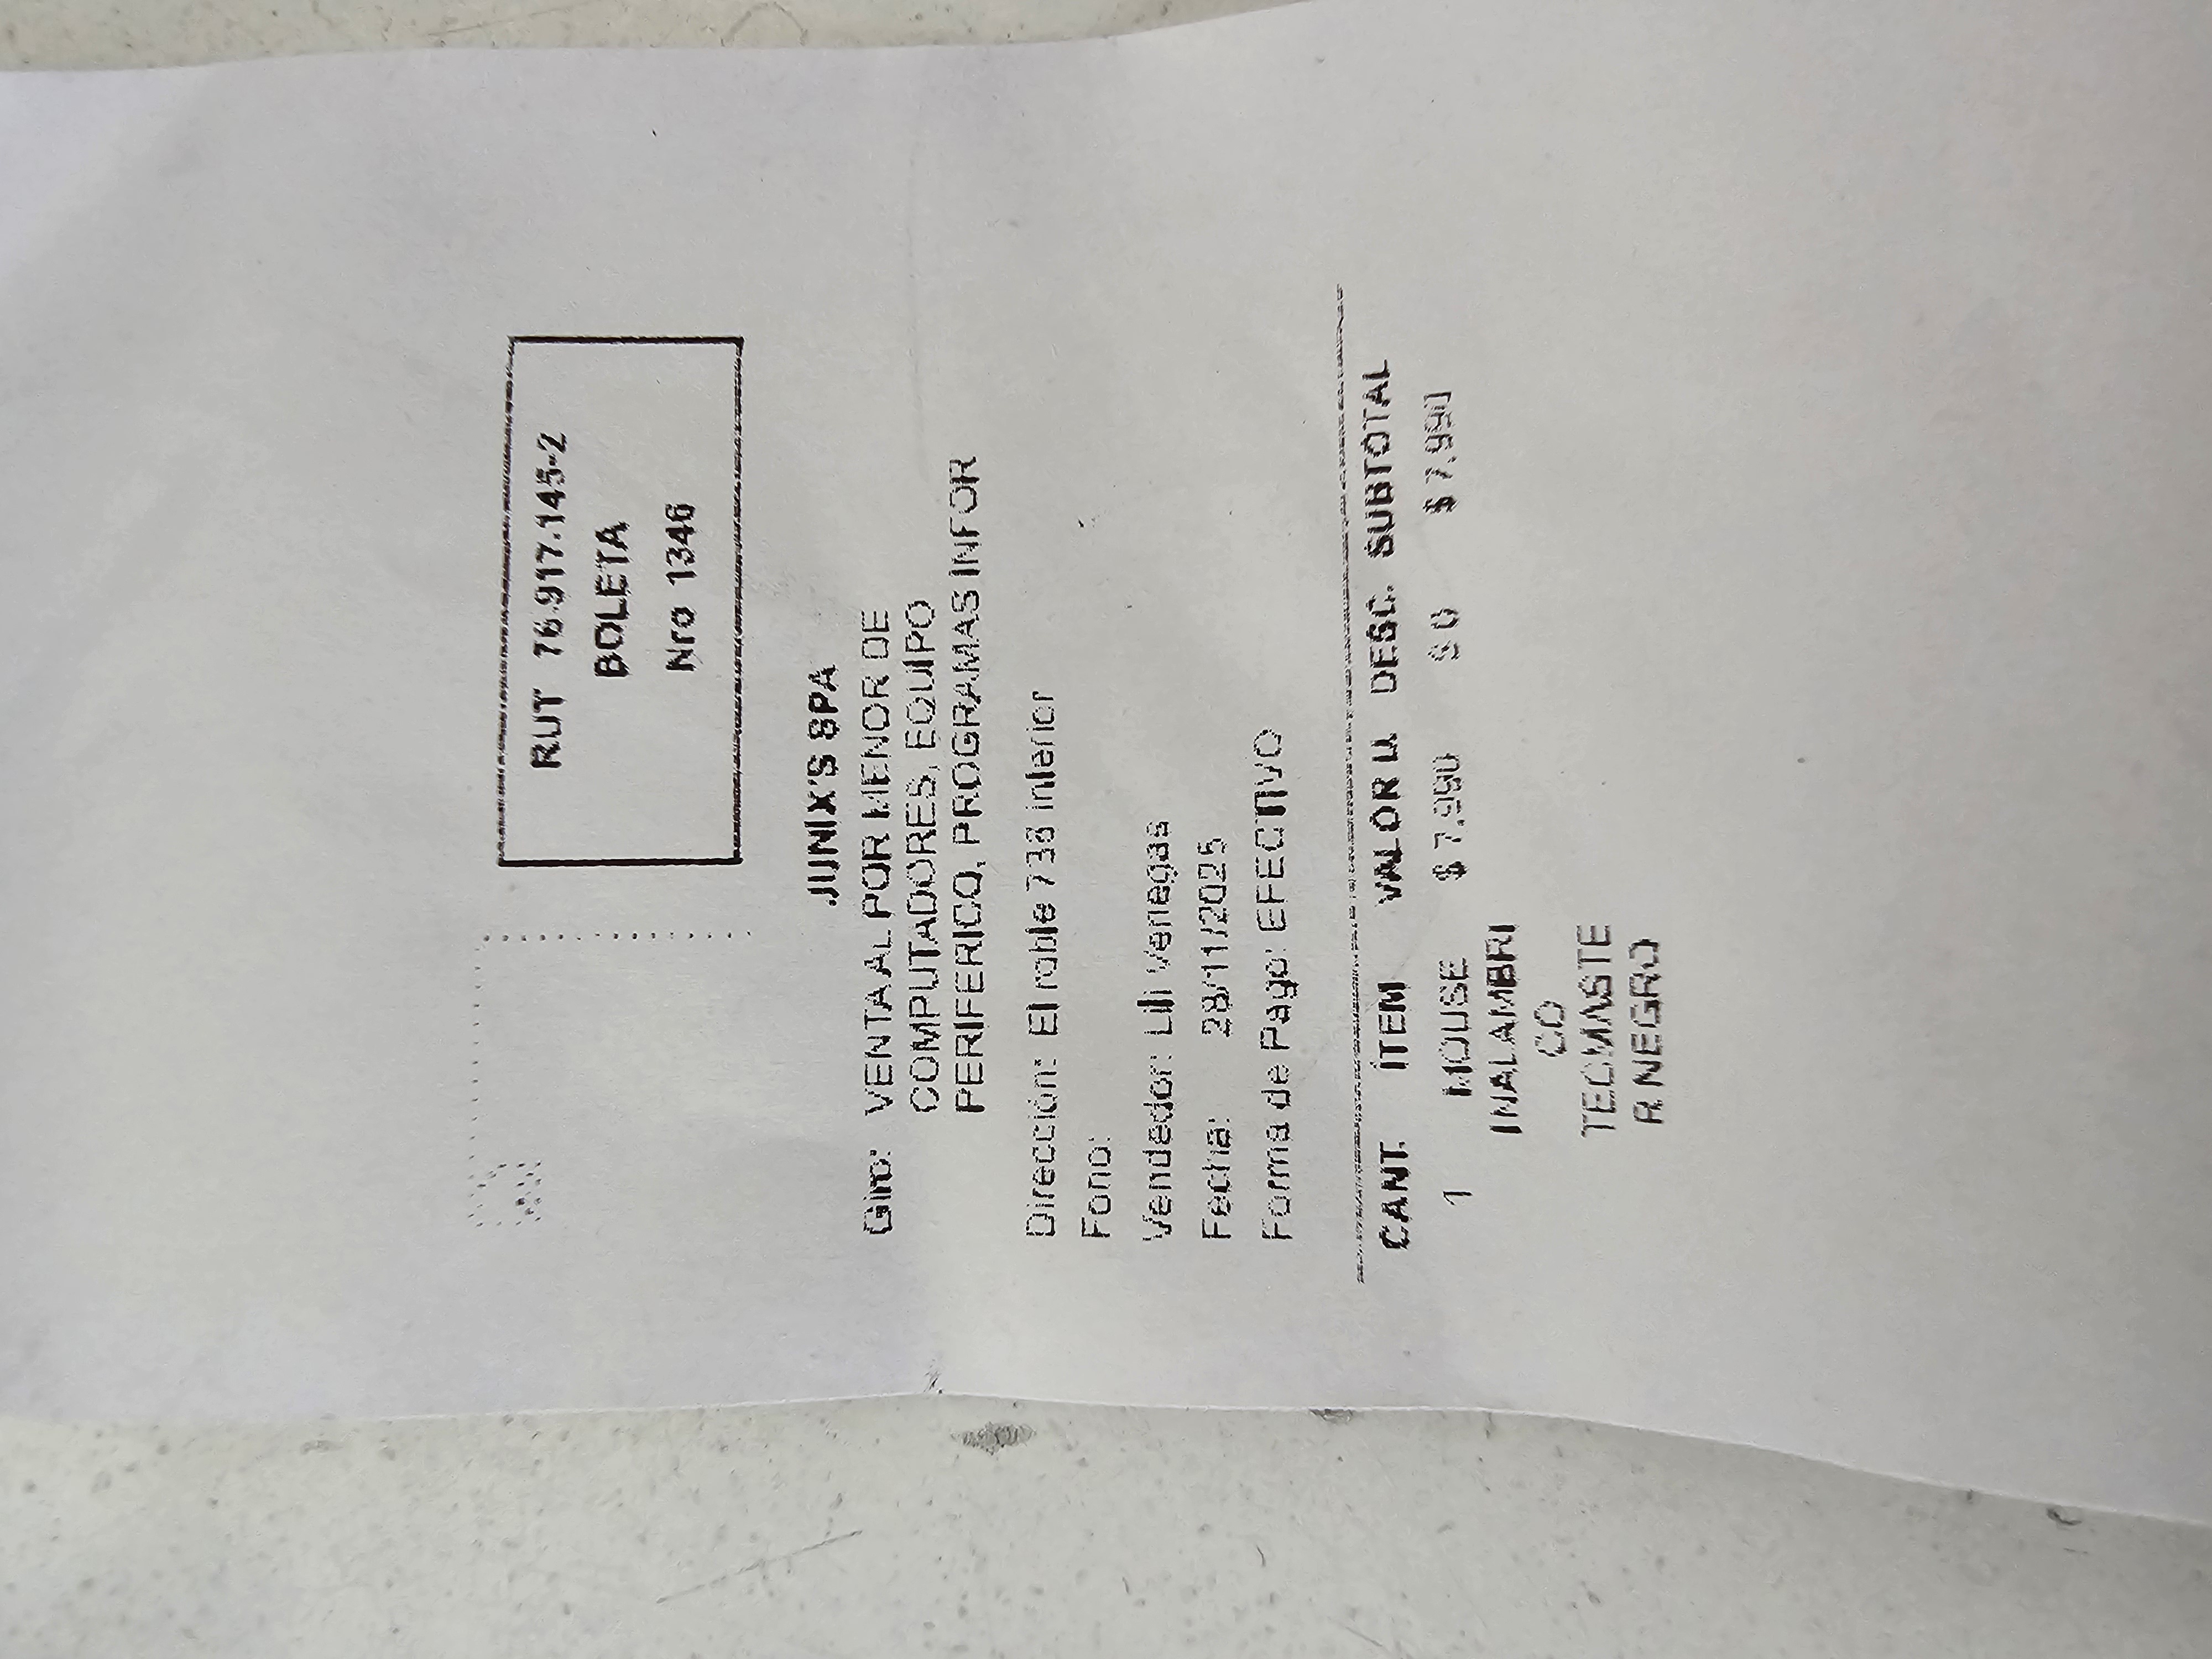 RUT 76.917.145-2
BOLETA
Nro 1346
JUNIX'S SPA
Giro: VENTA AL POR MENOR DE
COMPUTADORES, EQUIPO
PERIFERICO, PROGRAMAS INFOR
Dirección: El roble 738 interior
Fono:
Vendedor: Lili Venegas
Fecha: 28/11/2025
Forma de Pago: EFECTIVO
CANT. ÍTEM VALOR U. DESC. SUBTOTAL
1 MOUSE $ 7.990 $ 0 $ 7.990
INALAMBRI
CO
TECMASTE
R NEGRO